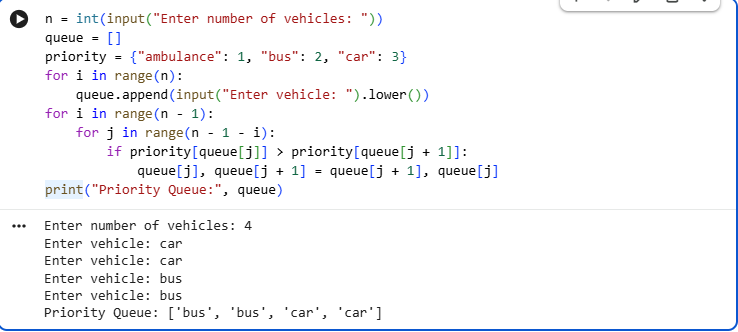 n = int(input("Enter number of vehicles: "))
queue = []
priority = {"ambulance": 1, "bus": 2, "car": 3}
for i in range(n):
    queue.append(input("Enter vehicle: ").lower())
for i in range(n - 1):
    for j in range(n - 1 - i):
        if priority[queue[j]] > priority[queue[j + 1]]:
            queue[j], queue[j + 1] = queue[j + 1], queue[j]
print("Priority Queue:", queue)
Enter number of vehicles: 4
Enter vehicle: car
Enter vehicle: car
Enter vehicle: bus
Enter vehicle: bus
Priority Queue: ['bus', 'bus', 'car', 'car']